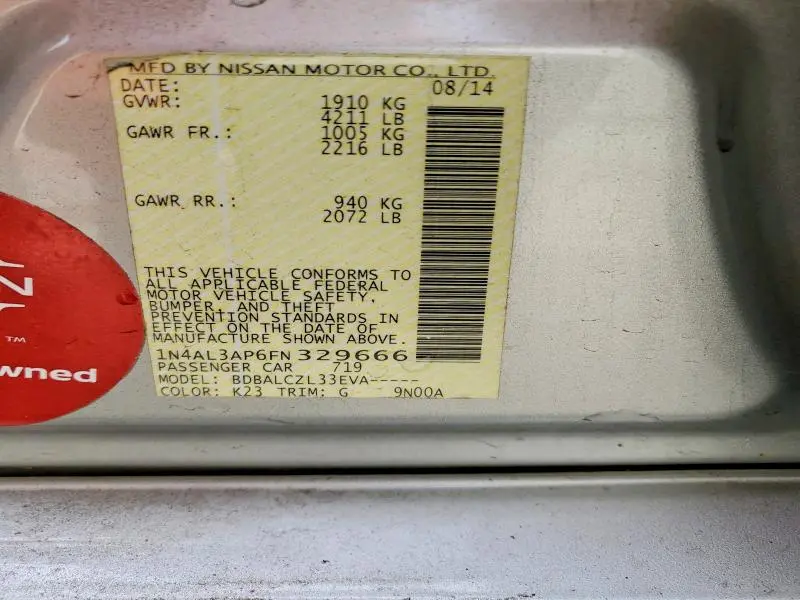 MFD BY NISSAN MOTOR CO., LTD.
DATE: 08/14
GVWR: 1910 KG
4211 LB
GAWR FR.: 1005 KG
2216 LB
GAWR RR.: 940 KG
2072 LB
THIS VEHICLE CONFORMS TO
ALL APPLICABLE FEDERAL
MOTOR VEHICLE SAFETY,
BUMPER, AND THEFT
PREVENTION STANDARDS IN
EFFECT ON THE DATE OF
MANUFACTURE SHOWN ABOVE.
1N4AL3AP6FN 329666
PASSENGER CAR 719
MODEL: BDBALCZL33EVA-----
COLOR: K23 TRIM: G 9N00A
TM
wned